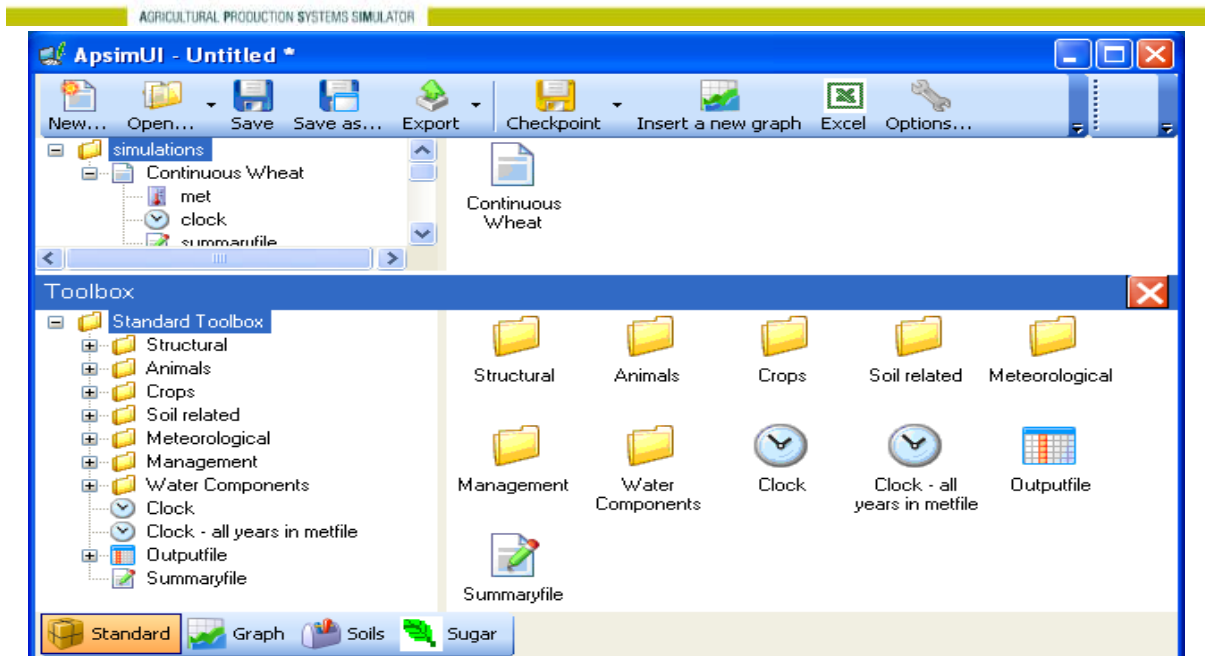 AGRICULTURAL PRODUCTION SYSTEMS SIMULATOR
ApsimUI - Untitled *
New... Open... Save Save as... Export Checkpoint Insert a new graph Excel Options...
simulations
Continuous Wheat
met
clock
summaryfile
Continuous
Wheat
Toolbox
Standard Toolbox
Structural
Animals
Crops
Soil related
Meteorological
Management
Water Components
Clock
Clock - all years in metfile
Outputfile
Summaryfile
Structural Animals Crops Soil related Meteorological
Management Water Components Clock Clock - all years in metfile Outputfile
Summaryfile
Standard Graph Soils Sugar